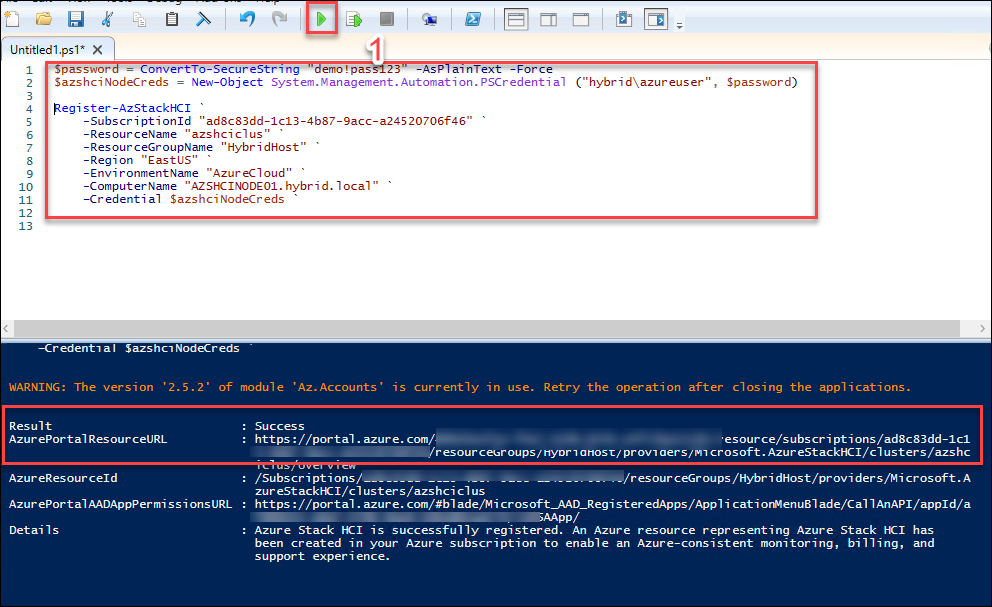 Untitled1.ps1* X
1
1 $password = ConvertTo-SecureString "demo!pass123" -AsPlainText -Force
2 $azshciNodeCreds = New-Object System.Management.Automation.PSCredential ("hybrid\azureuser", $password)
3
4 Register-AzStackHCI `
5 -SubscriptionId "ad8c83dd-1c13-4b87-9acc-a24520706f46" `
6 -ResourceName "azshciclus" `
7 -ResourceGroupName "HybridHost" `
8 -Region "EastUS" `
9 -EnvironmentName "AzureCloud" `
10 -ComputerName "AZSHCINODE01.hybrid.local" `
11 -Credential $azshciNodeCreds `
12
13
-Credential $azshciNodeCreds `
WARNING: The version '2.5.2' of module 'Az.Accounts' is currently in use. Retry the operation after closing the applications.
Result : Success
AzurePortalResourceURL : https://portal.azure.com/ resource/subscriptions/ad8c83dd-1c1
/resourceGroups/HybridHost/providers/Microsoft.AzureStackHCI/clusters/azshc
iclus/overview
AzureResourceId : /Subscriptions/ /resourceGroups/HybridHost/providers/Microsoft.A
zureStackHCI/clusters/azshciclus
AzurePortalAADAppPermissionsURL : https://portal.azure.com/#blade/Microsoft_AAD_RegisteredApps/ApplicationMenuBlade/CallAnAPI/appId/a
SAApp/
Details : Azure Stack HCI is successfully registered. An Azure resource representing Azure Stack HCI has
been created in your Azure subscription to enable an Azure-consistent monitoring, billing, and
support experience.